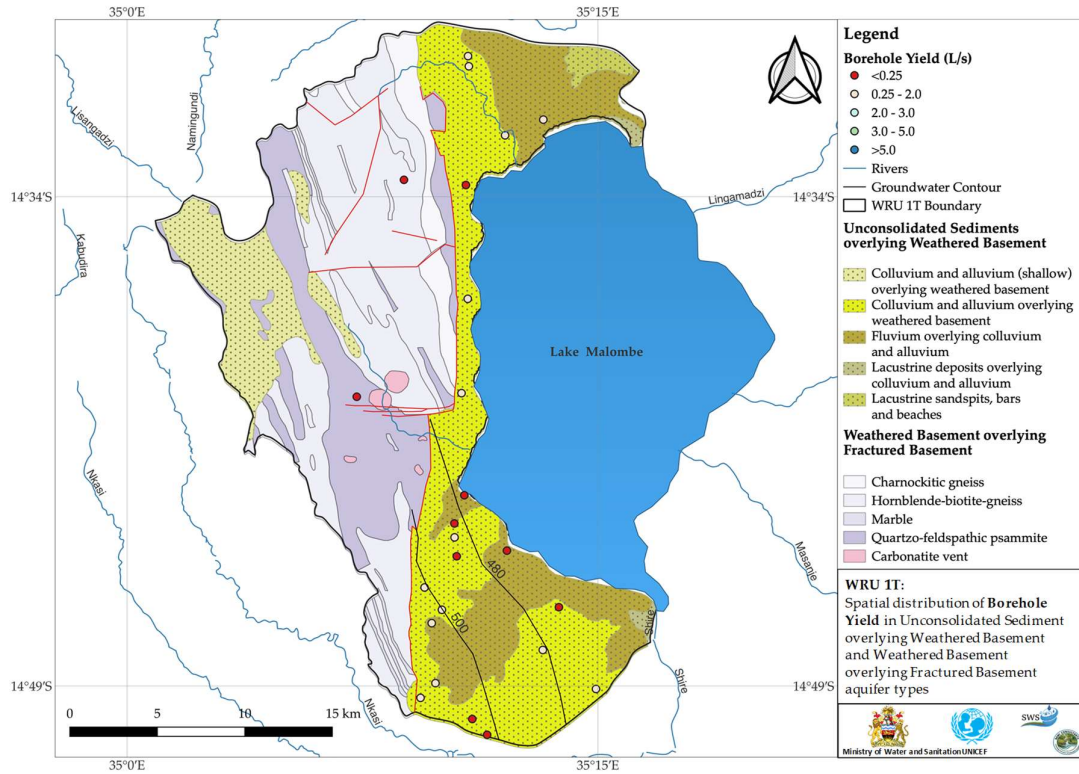 35°0'E
35°15'E
Lisangadzi
Namingundi
14°34'S
14°34'S
Lingamadzi
Kabudira
Lake Malombe
Nkasi
Masanje
480
500
Shire
Shire
14°49'S
14°49'S
Nkasi
0 5 10 15 km
35°0'E
35°15'E
Legend
Borehole Yield (L/s)
<0.25
0.25 - 2.0
2.0 - 3.0
3.0 - 5.0
>5.0
Rivers
Groundwater Contour
WRU 1T Boundary
Unconsolidated Sediments
overlying Weathered Basement
Colluvium and alluvium (shallow)
overlying weathered basement
Colluvium and alluvium overlying
weathered basement
Fluvium overlying colluvium
and alluvium
Lacustrine deposits overlying
colluvium and alluvium
Lacustrine sandspits, bars
and beaches
Weathered Basement overlying
Fractured Basement
Charnockitic gneiss
Hornblende-biotite-gneiss
Marble
Quartzo-feldspathic psammite
Carbonatite vent
WRU 1T:
Spatial distribution of Borehole
Yield in Unconsolidated Sediment
overlying Weathered Basement
and Weathered Basement
overlying Fractured Basement
aquifer types
sws
Ministry of Water and Sanitation UNICEF